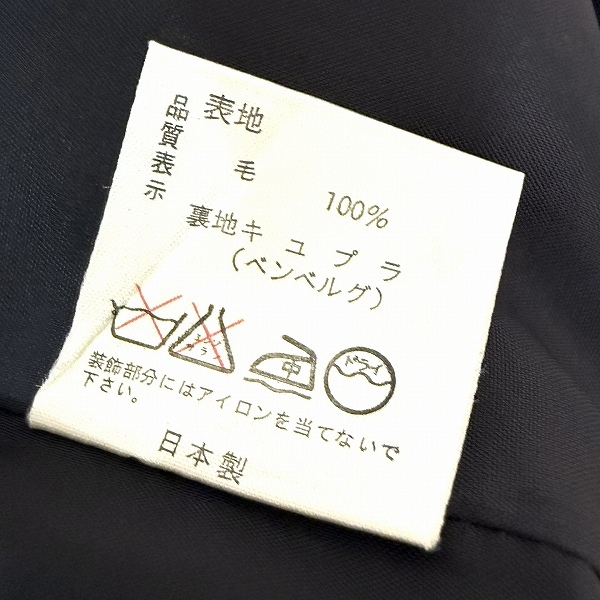 品質表示
表地
毛 100%
裏地キュプラ
(ベンベルグ)
エンソ
サラシ
中
ドライ
装飾部分にはアイロンを当てないで
下さい。
日本製